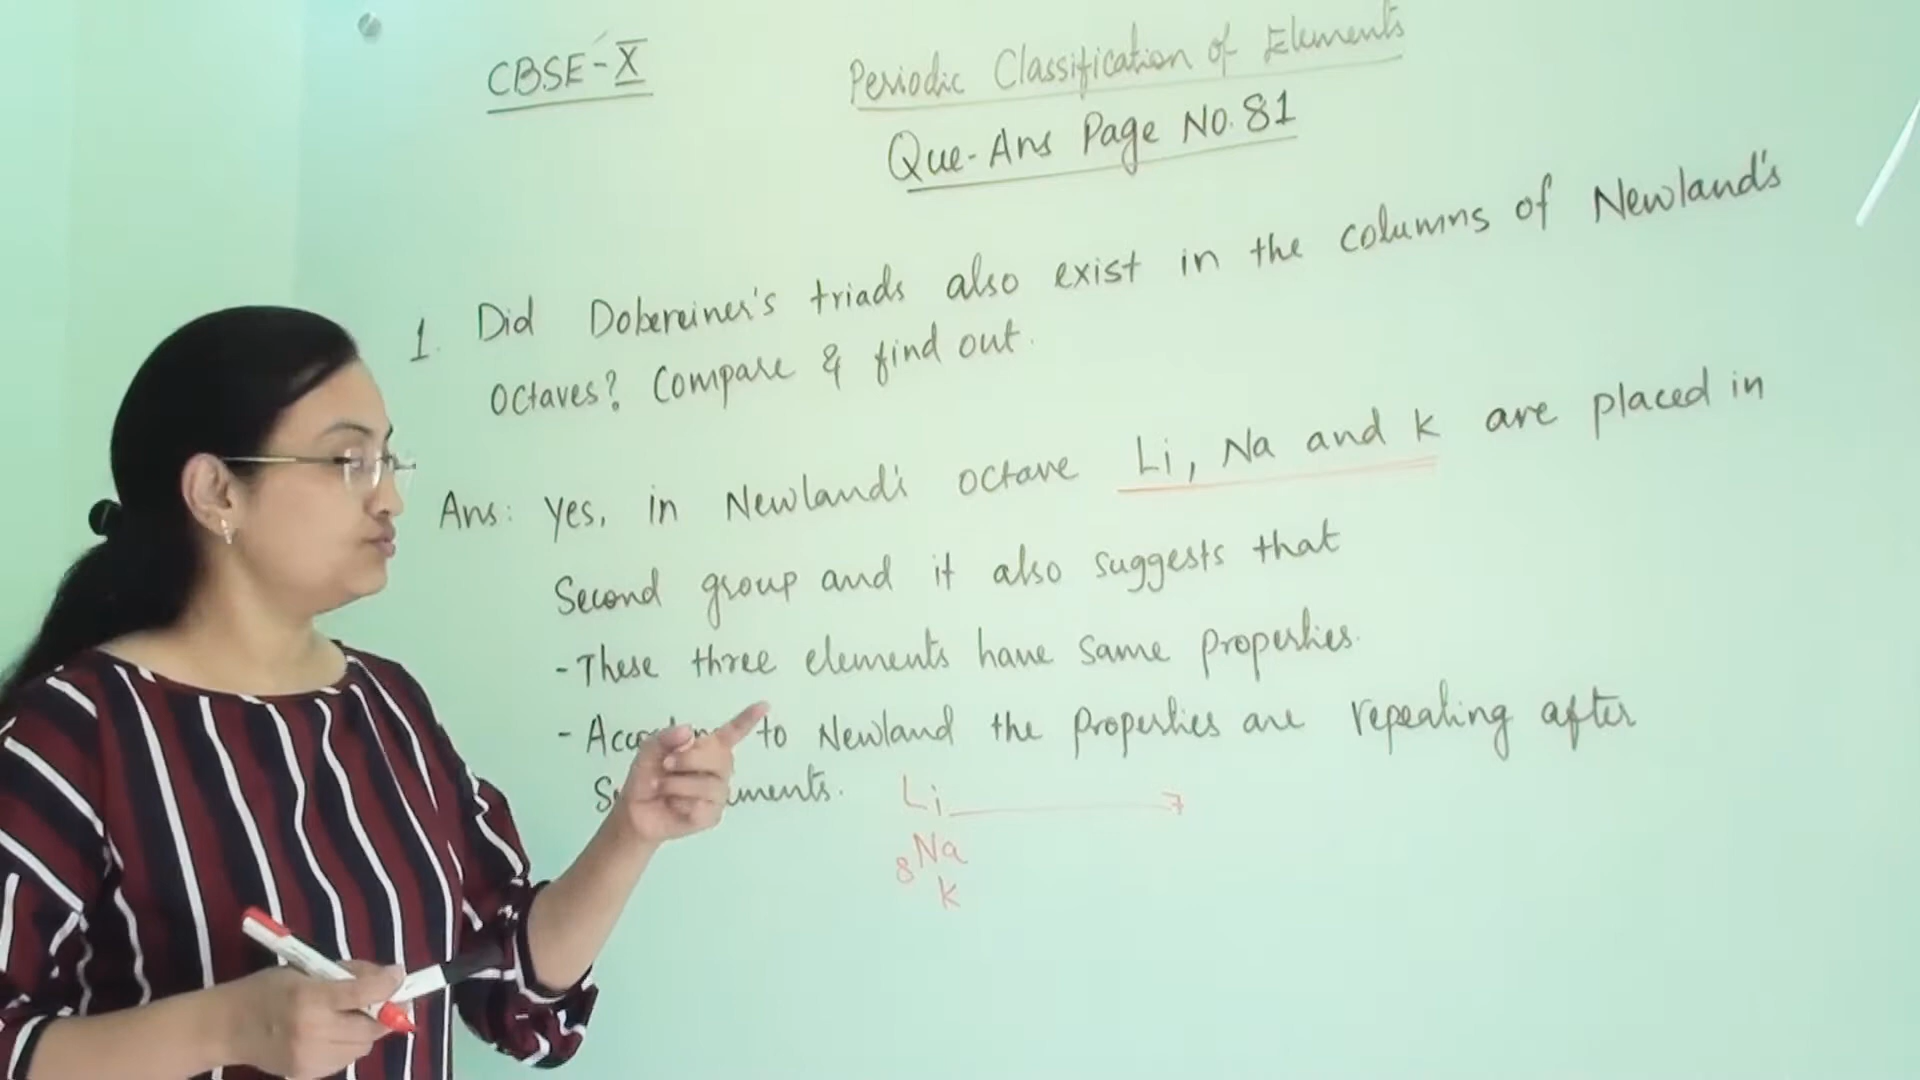 CBSE-X
Periodic Classification of Elements
Que-Ans Page No.81
1. Did Dobereiner's triads also exist in the columns of Newland's
Octaves? Compare & find out.
Ans: Yes, in Newland's octave Li, Na and K are placed in
Second group and it also suggests that
-These three elements have same properties.
- to Newland the properties are repeating after
Li 7
8 Na
K